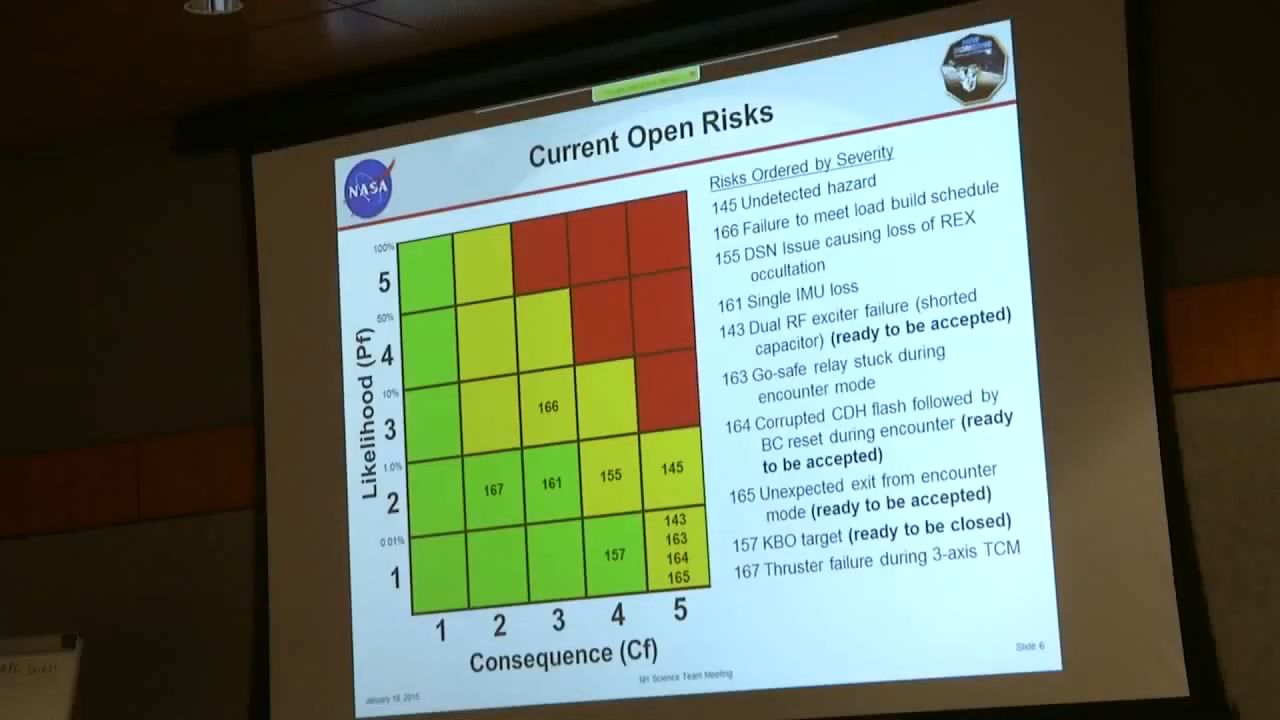 Current Open Risks
NASA
Risks Ordered by Severity
145 Undetected hazard
166 Failure to meet load build schedule
155 DSN Issue causing loss of REX
occultation
161 Single IMU loss
143 Dual RF exciter failure (shorted
capacitor) (ready to be accepted)
163 Go-safe relay stuck during
encounter mode
164 Corrupted CDH flash followed by
BC reset during encounter (ready
to be accepted)
165 Unexpected exit from encounter
mode (ready to be accepted)
157 KBO target (ready to be closed)
167 Thruster failure during 3-axis TCM
Likelihood (Pf)
100%
5
50%
4
10%
3
166
1.0%
2
167 161 155 145
0.01%
1
157
143
163
164
165
1 2 3 4 5
Consequence (Cf)
January 19, 2015
NH Science Team Meeting
Slide 6